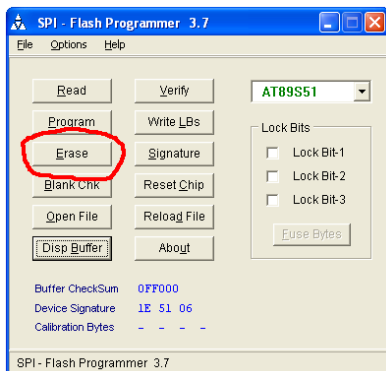 SPI - Flash Programmer 3.7
File Options Help
Read Verify AT89S51
Program Write LBs Lock Bits
Erase Signature Lock Bit-1
Blank Chk Reset Chip Lock Bit-2
Lock Bit-3
Open File Reload File
Fuse Bytes
Disp Buffer About
Buffer CheckSum 0FF000
Device Signature 1E 51 06
Calibration Bytes - - - -
SPI - Flash Programmer 3.7